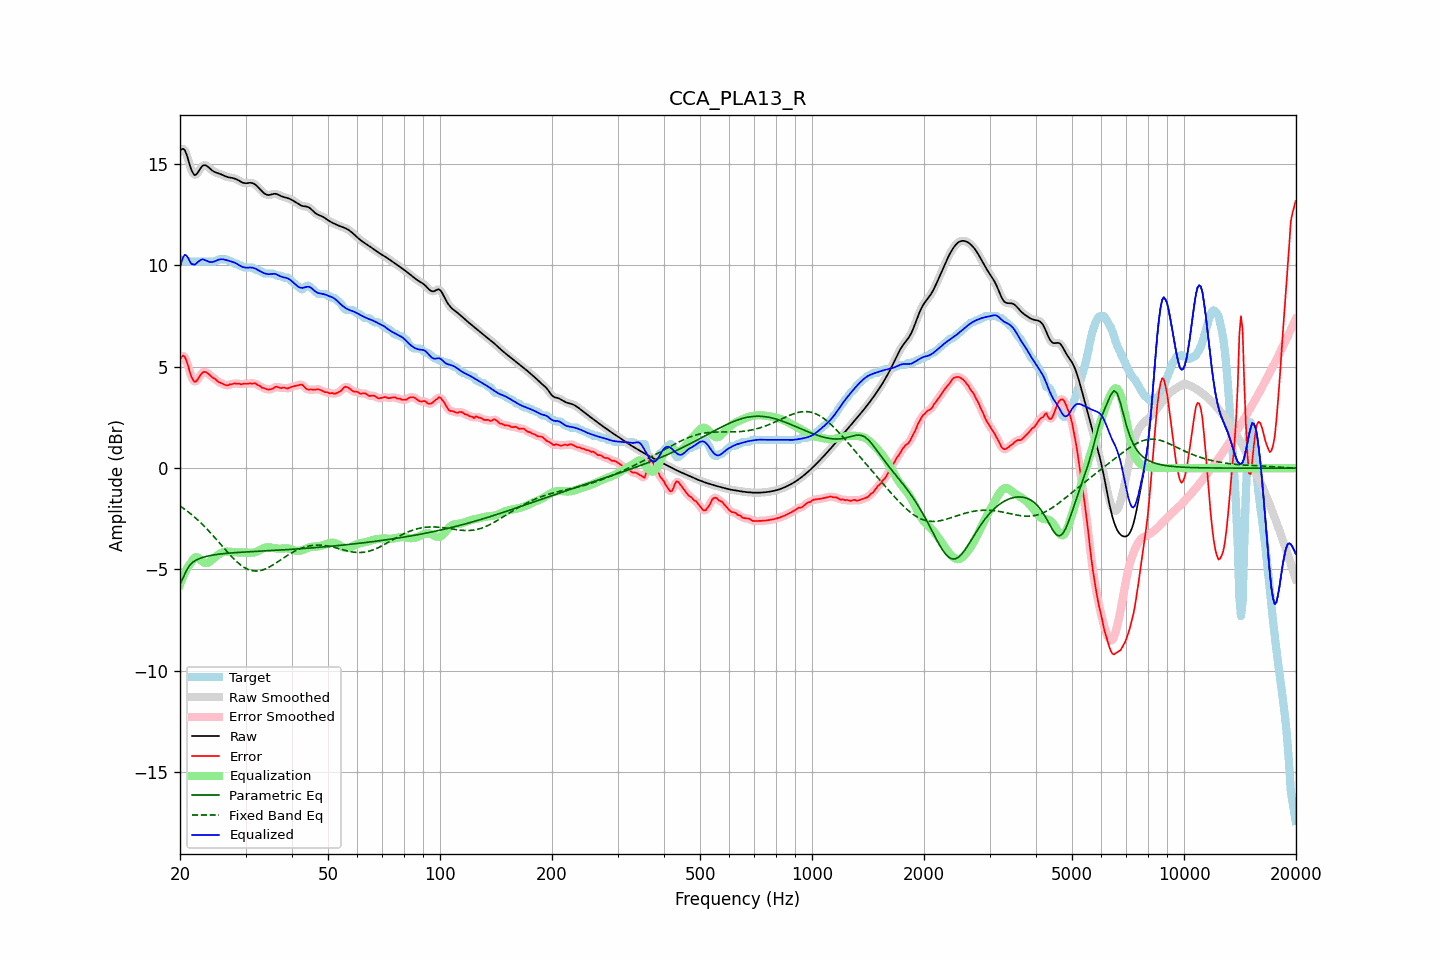 CCA_PLA13_R
Amplitude (dBr)
15
10
5
0
−5
−10
−15
Target
Raw Smoothed
Error Smoothed
Raw
Error
Equalization
Parametric Eq
Fixed Band Eq
Equalized
20 50 100 200 500 1000 2000 5000 10000 20000
Frequency (Hz)